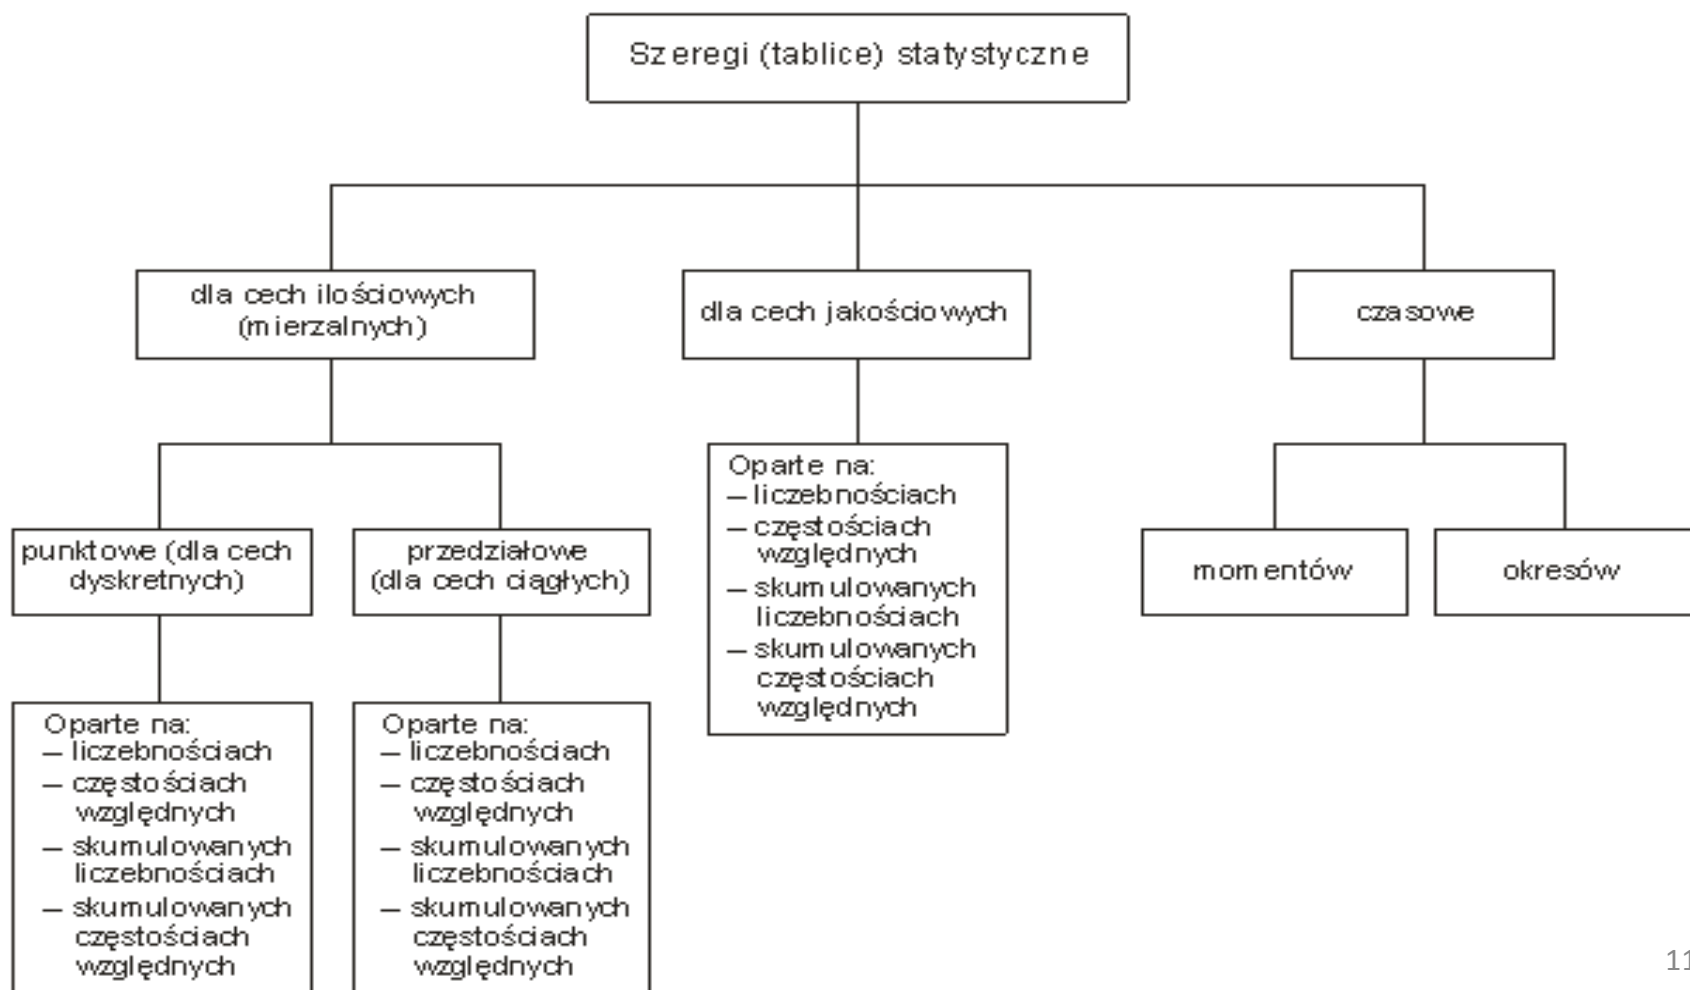 Szeregi (tablice) statystyczne
dla cech ilościowych
(mierzalnych)
dla cech jakościowych
czasowe
punktowe (dla cech
dyskretnych)
przedziałowe
(dla cech ciągłych)
Oparte na:
– liczebnościach
– częstościach
względnych
– skumulowanych
liczebnościach
– skumulowanych
częstościach
względnych
momentów
okresów
Oparte na:
– liczebnościach
– częstościach
względnych
– skumulowanych
liczebnościach
– skumulowanych
częstościach
względnych
Oparte na:
– liczebnościach
– częstościach
względnych
– skumulowanych
liczebnościach
– skumulowanych
częstościach
względnych
11